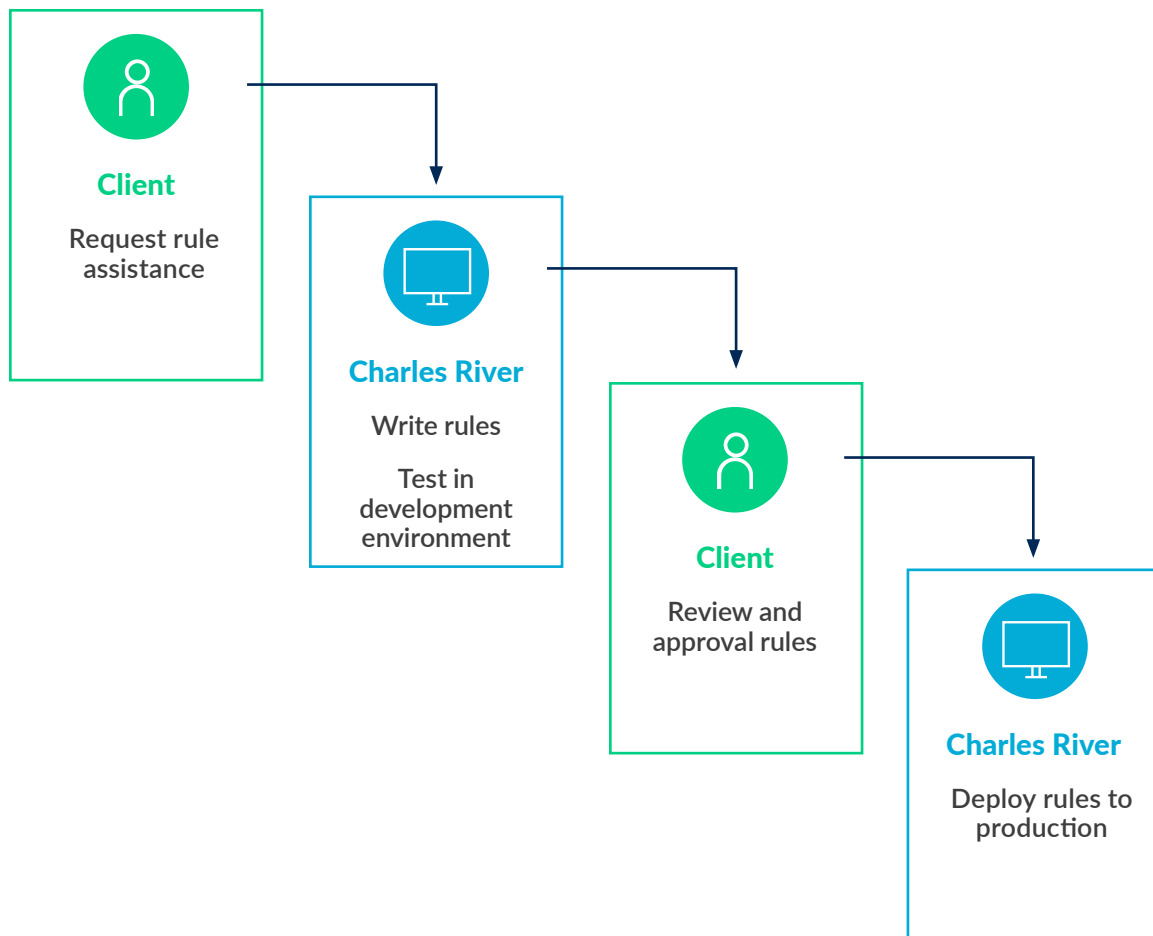 Client
Request rule
assistance
Charles River
Write rules
Test in
development
environment
Client
Review and
approval rules
Charles River
Deploy rules to
production